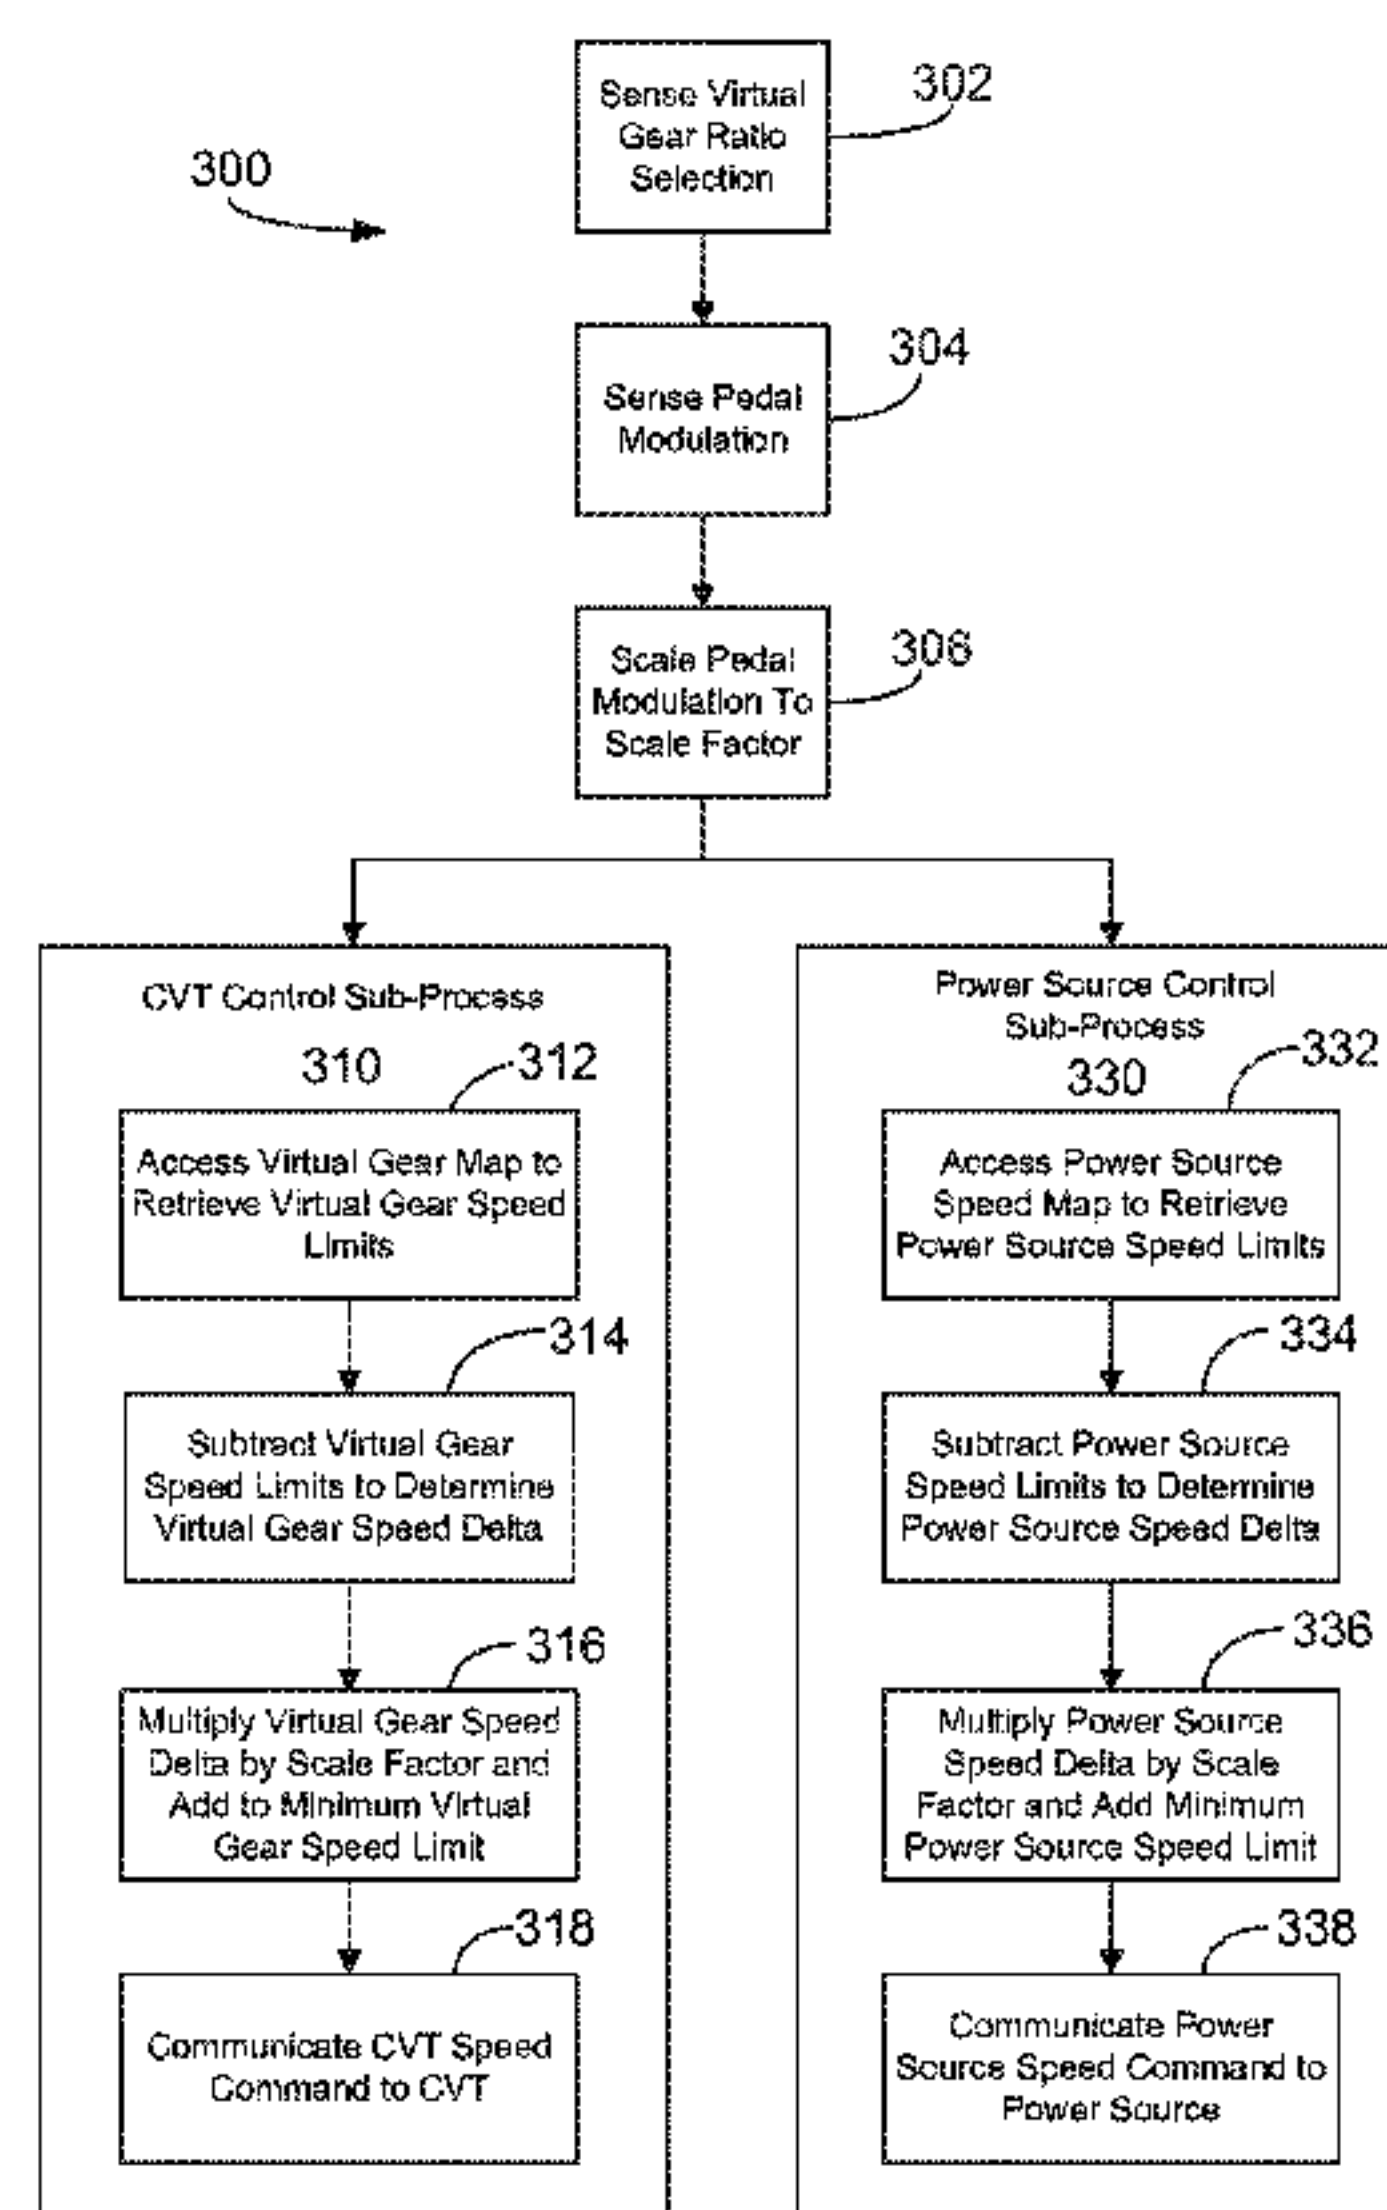 302
Sense Virtual
Gear Ratio
Selection
300
304
Sense Pedal
Modulation
306
Scale Pedal
Modulation To
Scale Factor
CVT Control Sub-Process
310
312
Access Virtual Gear Map to
Retrieve Virtual Gear Speed
Limits
314
Subtract Virtual Gear
Speed Limits to Determine
Virtual Gear Speed Delta
316
Multiply Virtual Gear Speed
Delta by Scale Factor and
Add to Minimum Virtual
Gear Speed Limit
318
Communicate CVT Speed
Command to CVT
Power Source Control
Sub-Process
330
332
Access Power Source
Speed Map to Retrieve
Power Source Speed Limits
334
Subtract Power Source
Speed Limits to Determine
Power Source Speed Delta
336
Multiply Power Source
Speed Delta by Scale
Factor and Add Minimum
Power Source Speed Limit
338
Communicate Power
Source Speed Command to
Power Source